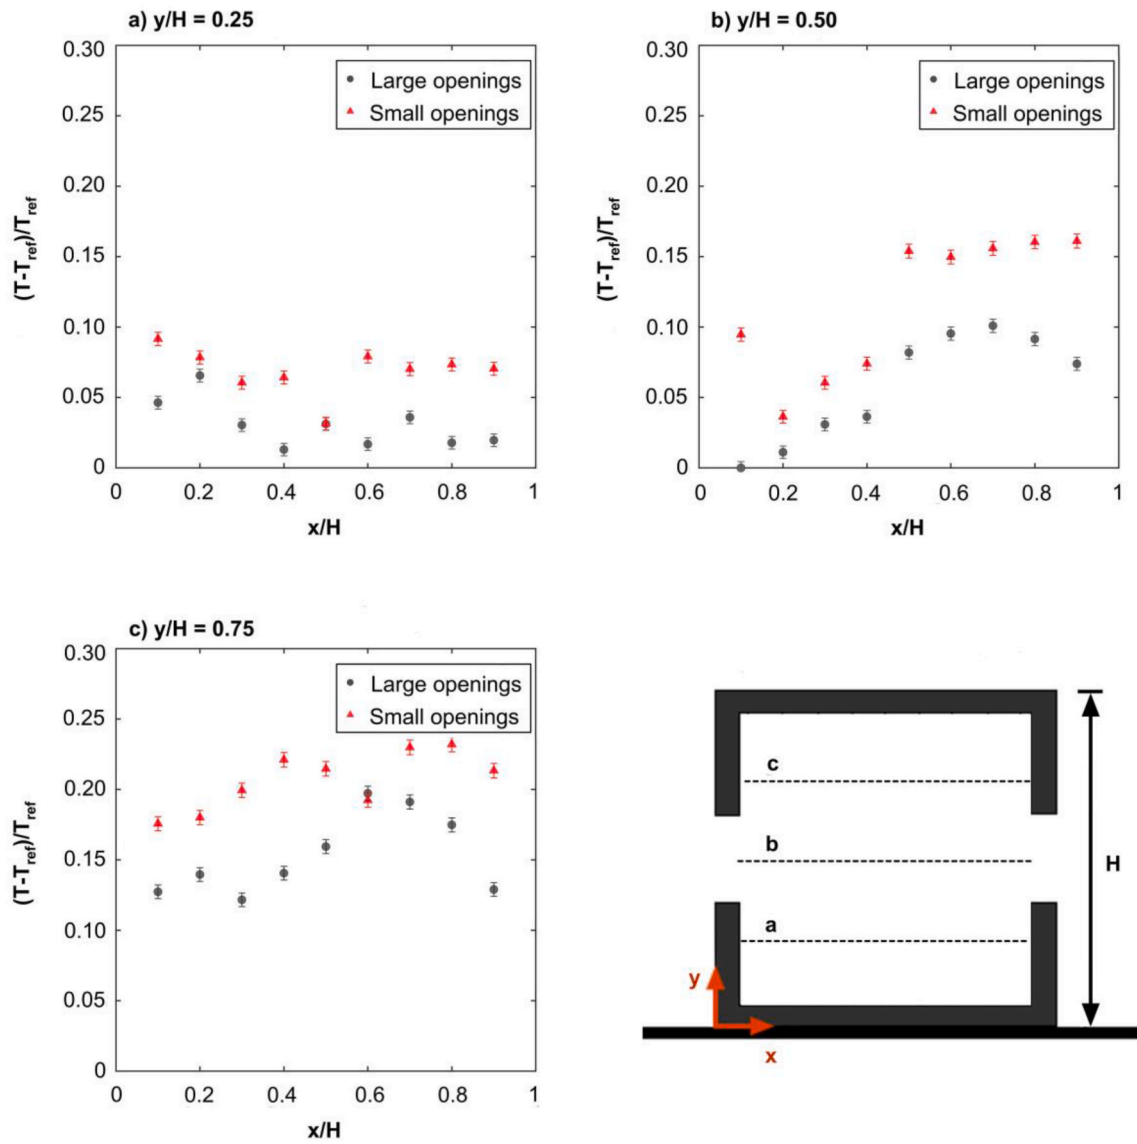 a) y/H = 0.25
0.30
0.25
0.20
0.15
0.10
0.05
0
(T-Tref)/Tref
Large openings
Small openings
0 0.2 0.4 0.6 0.8 1
x/H
b) y/H = 0.50
0.30
0.25
0.20
0.15
0.10
0.05
0
(T-Tref)/Tref
Large openings
Small openings
0 0.2 0.4 0.6 0.8 1
x/H
c) y/H = 0.75
0.30
0.25
0.20
0.15
0.10
0.05
0
(T-Tref)/Tref
Large openings
Small openings
0 0.2 0.4 0.6 0.8 1
x/H
c
b
a
H
y
x